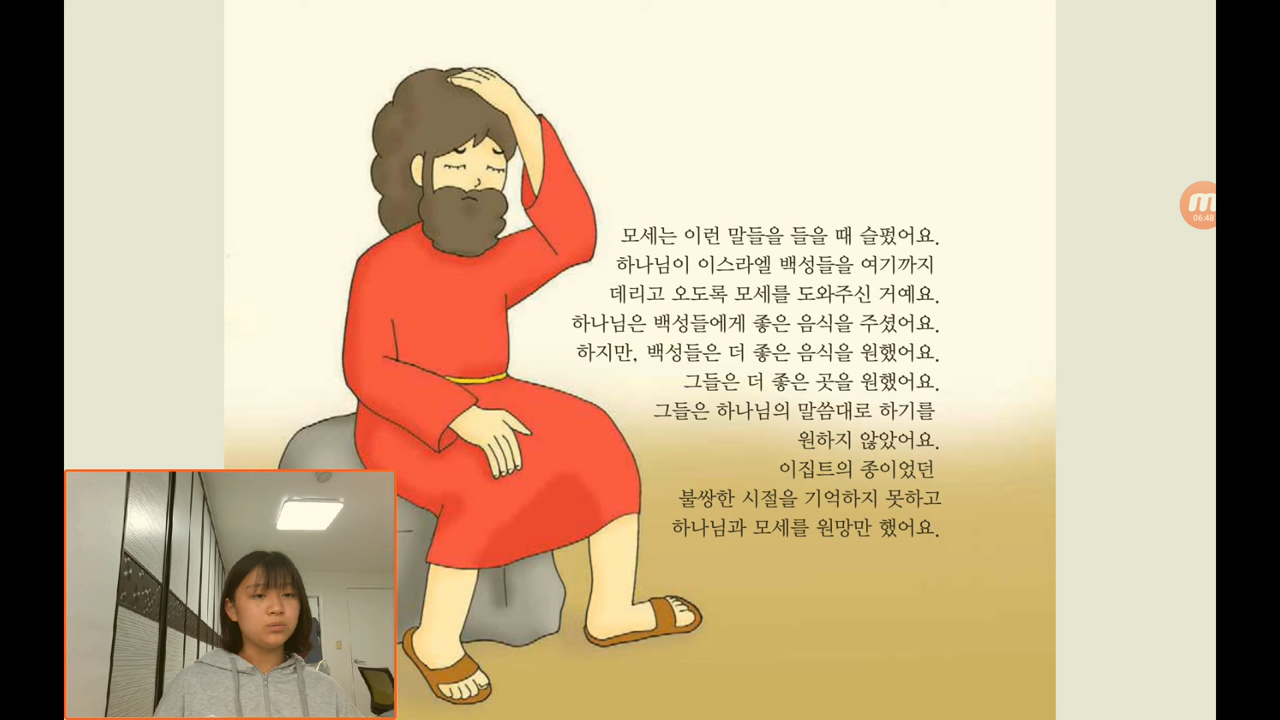 모세는 이런 말들을 들을 때 슬펐어요.
하나님이 이스라엘 백성들을 여기까지
데리고 오도록 모세를 도와주신 거예요.
하나님은 백성들에게 좋은 음식을 주셨어요.
하지만, 백성들은 더 좋은 음식을 원했어요.
그들은 더 좋은 곳을 원했어요.
그들은 하나님의 말씀대로 하기를
원하지 않았어요.
이집트의 종이었던
불쌍한 시절을 기억하지 못하고
하나님과 모세를 원망만 했어요.
M
06:48